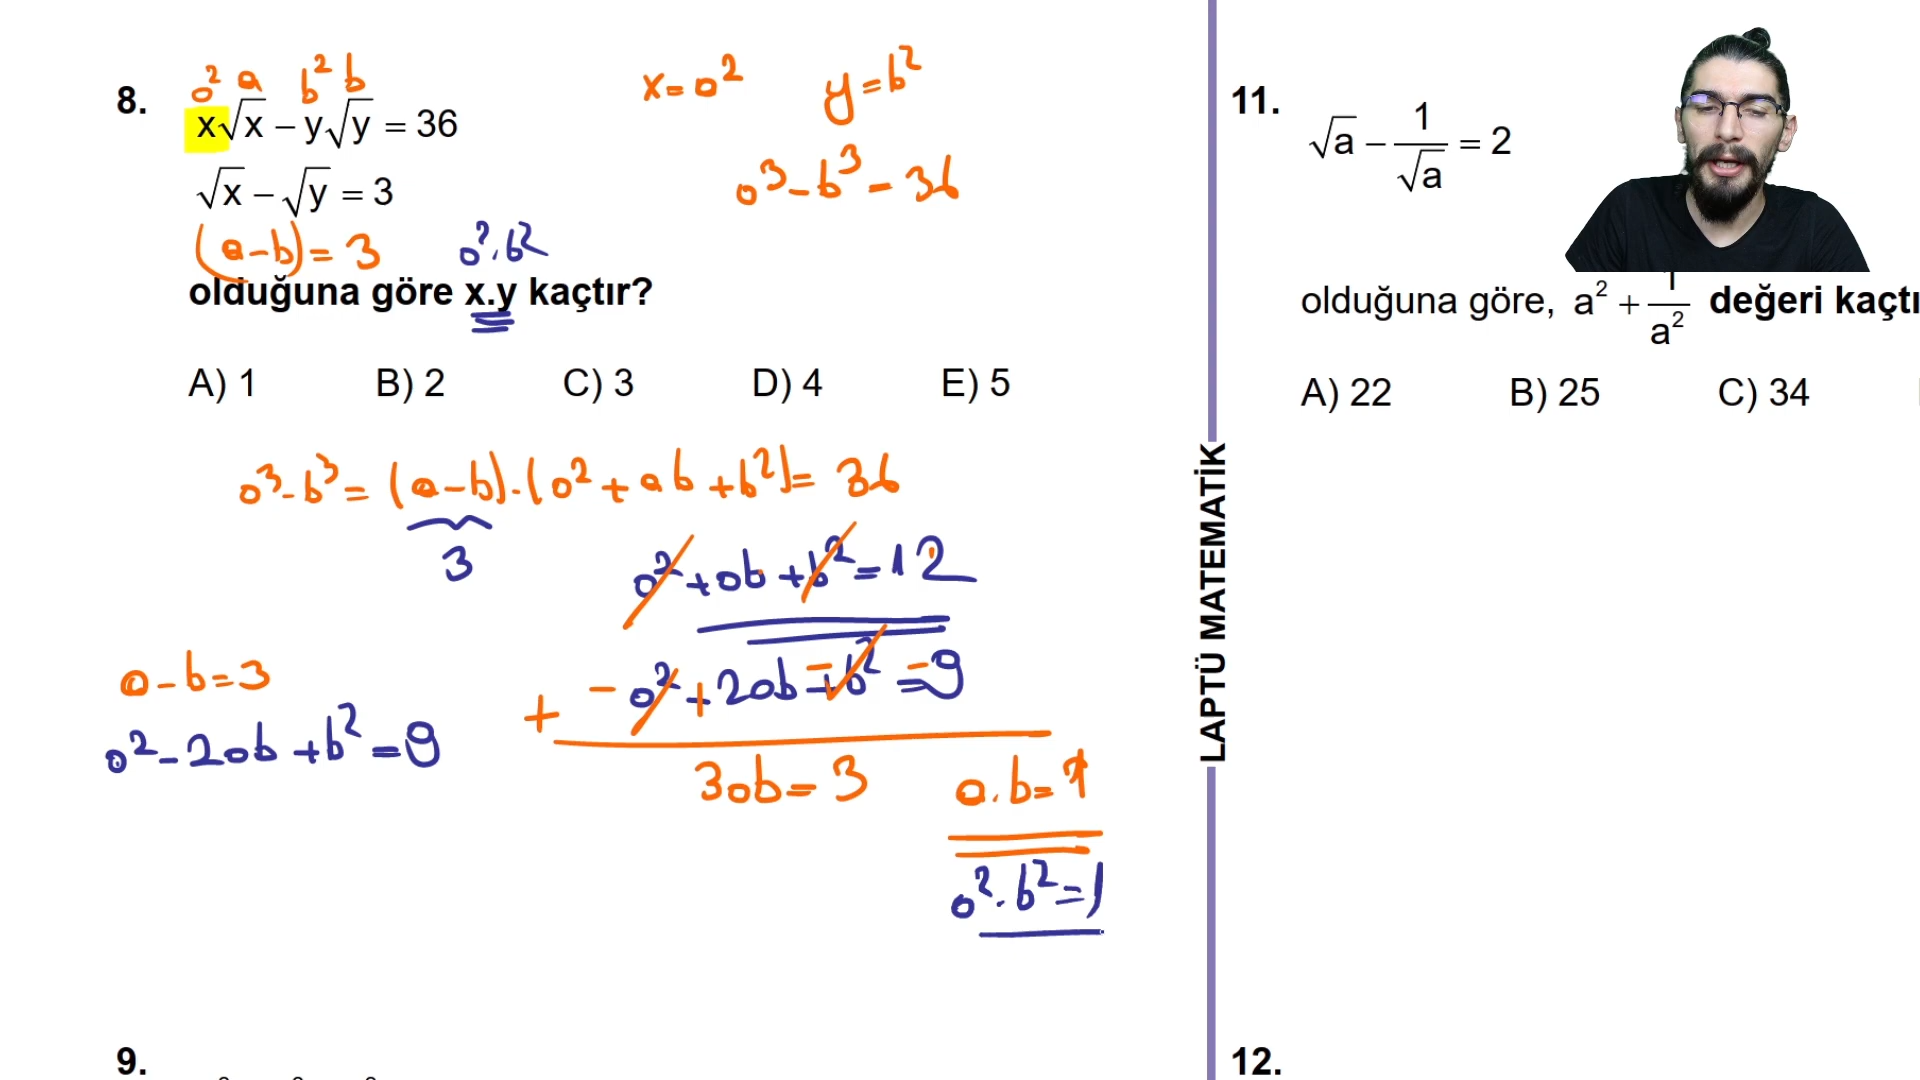 8.
a² a b² b
x√x – y√y = 36
√x – √y = 3
(a-b) = 3
a².b²
olduğuna göre x.y kaçtır?
A) 1 B) 2 C) 3 D) 4 E) 5
x=a² y=b²
a³-b³-36
a³-b³ = (a-b).(a²+ab+b²)= 36
3
a²+ab+b²=12
- a²+2ab-b²=-9
+
3ab=3
a.b=1
a².b²=1
a-b=3
a²-2ab+b²=9
9.
LAPTÜ MATEMATİK
11.
√a – 1/√a = 2
olduğuna göre, a² + 1/a² değeri kaçtı
A) 22 B) 25 C) 34
12.